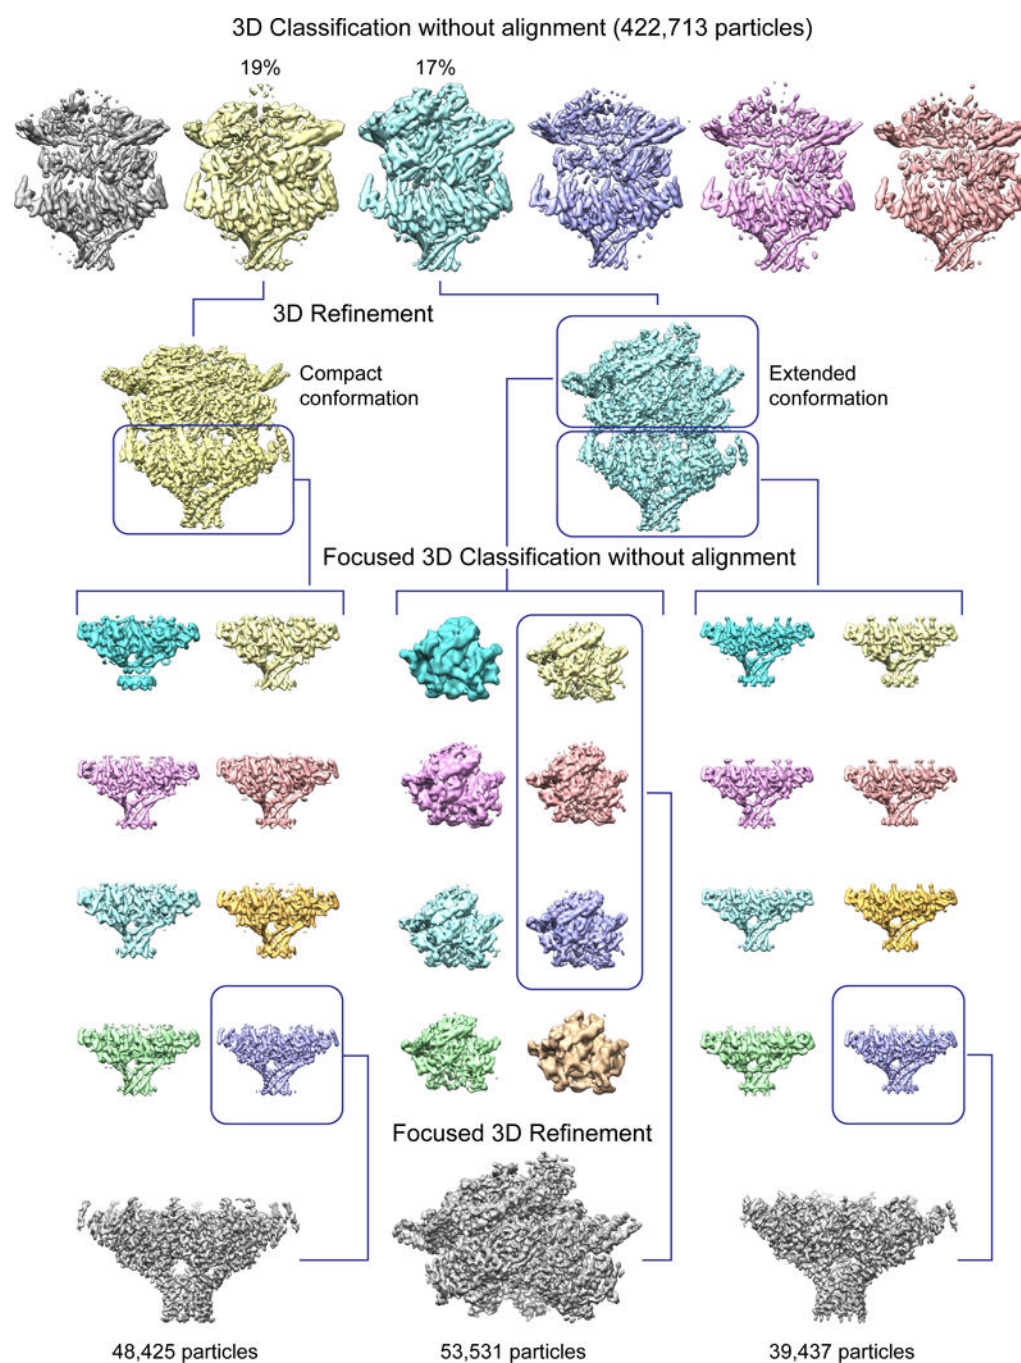 3D Classification without alignment (422,713 particles)
19%
17%
3D Refinement
Compact
conformation
Extended
conformation
Focused 3D Classification without alignment
Focused 3D Refinement
48,425 particles
53,531 particles
39,437 particles